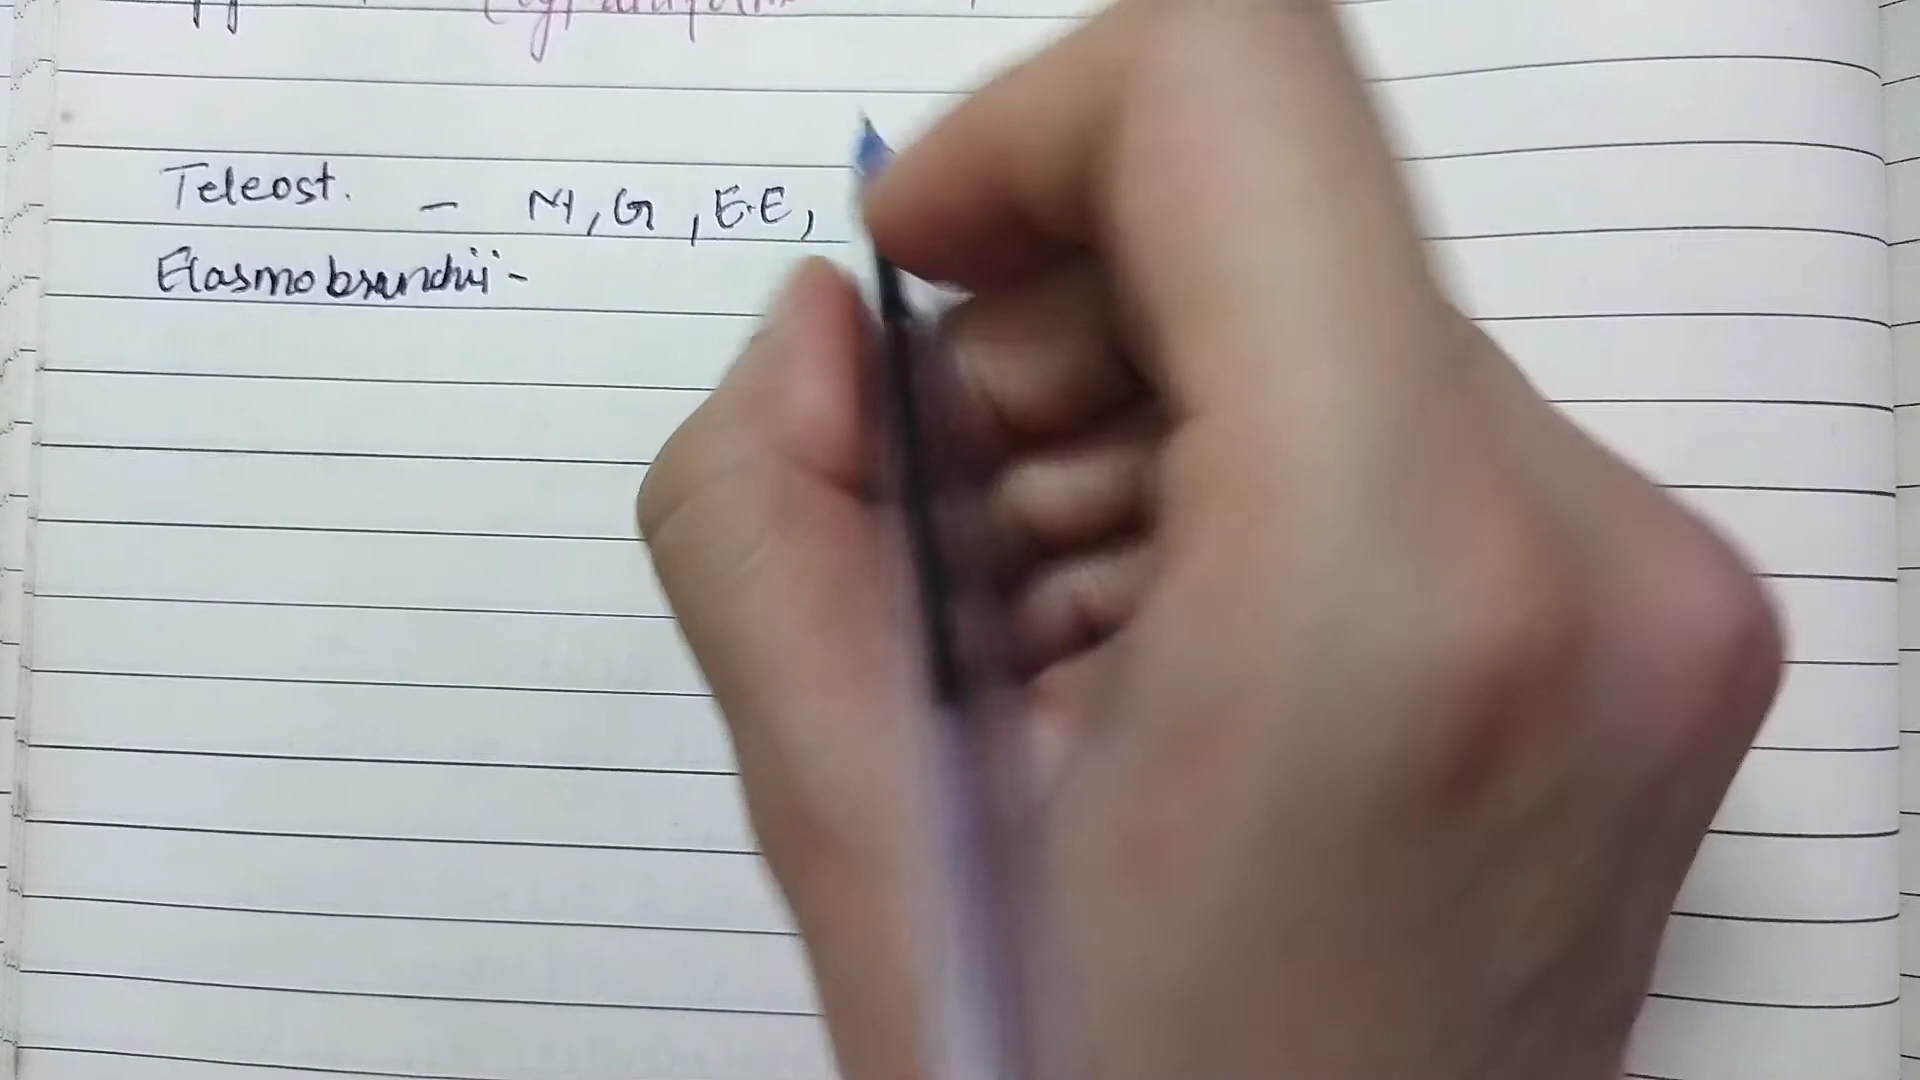 Teleost. - M, G, E.E,
Elasmobranchii -